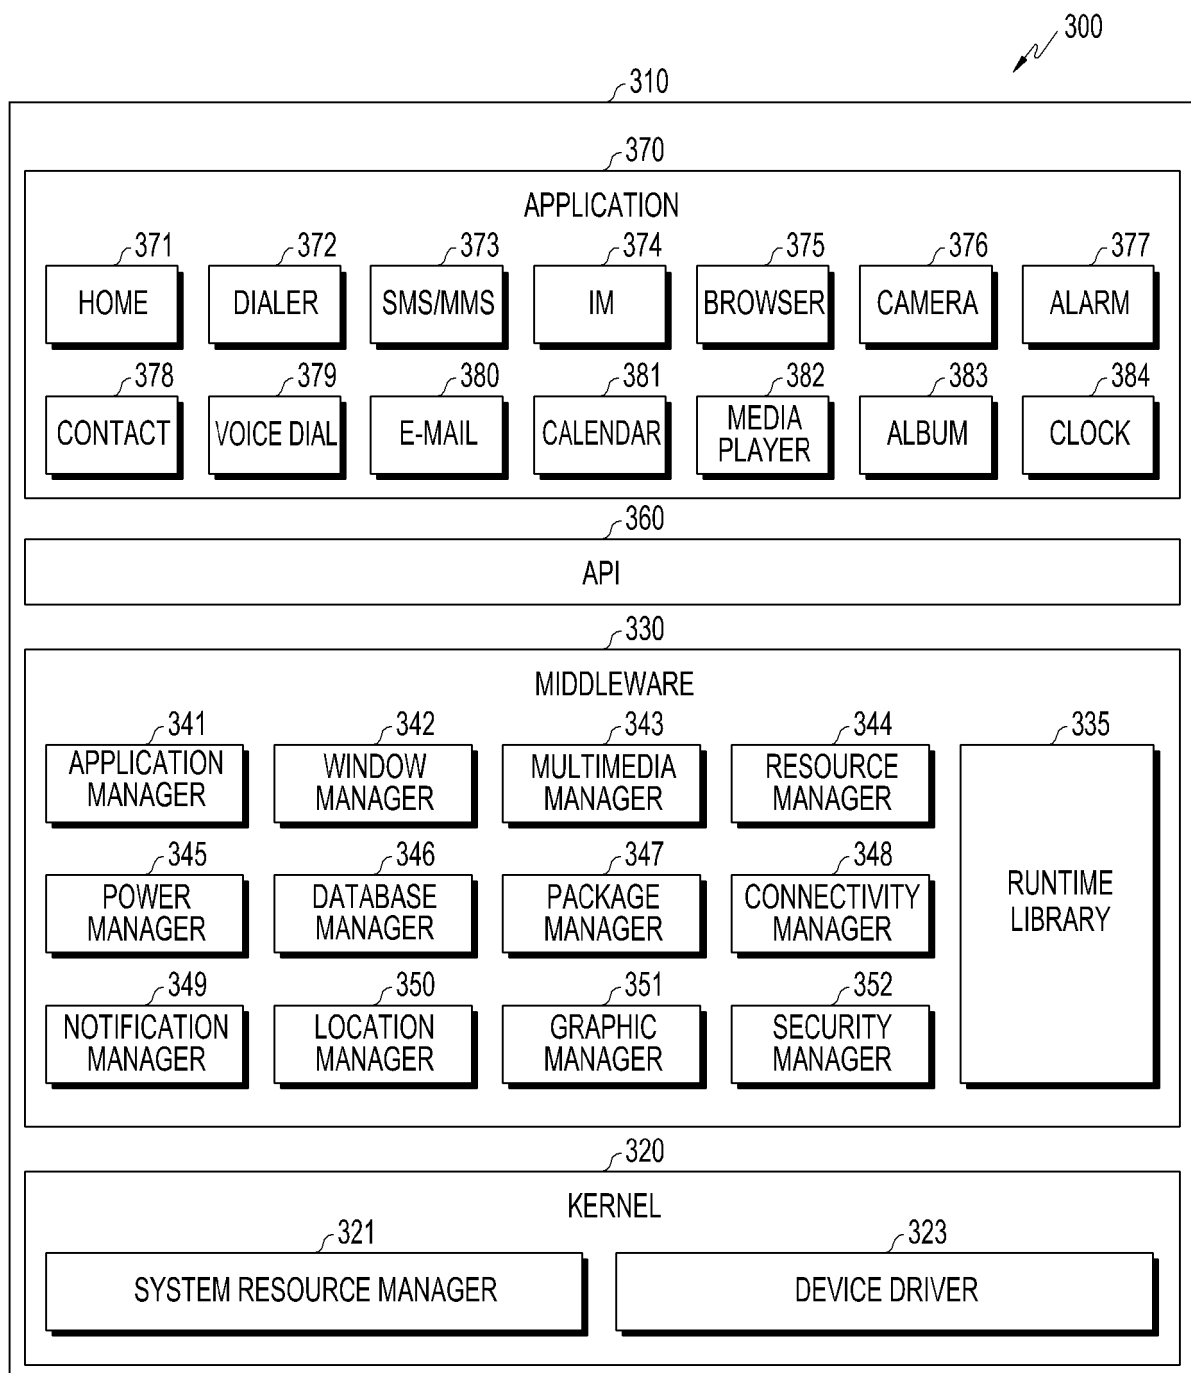 300
310
370
APPLICATION
371 372 373 374 375 376 377
HOME DIALER SMS/MMS IM BROWSER CAMERA ALARM
378 379 380 381 382 383 384
CONTACT VOICE DIAL E-MAIL CALENDAR MEDIA PLAYER ALBUM CLOCK
360
API
330
MIDDLEWARE
341 342 343 344 335
APPLICATION MANAGER WINDOW MANAGER MULTIMEDIA MANAGER RESOURCE MANAGER
345 346 347 348
POWER MANAGER DATABASE MANAGER PACKAGE MANAGER CONNECTIVITY MANAGER RUNTIME LIBRARY
349 350 351 352
NOTIFICATION MANAGER LOCATION MANAGER GRAPHIC MANAGER SECURITY MANAGER
320
KERNEL
321 323
SYSTEM RESOURCE MANAGER DEVICE DRIVER